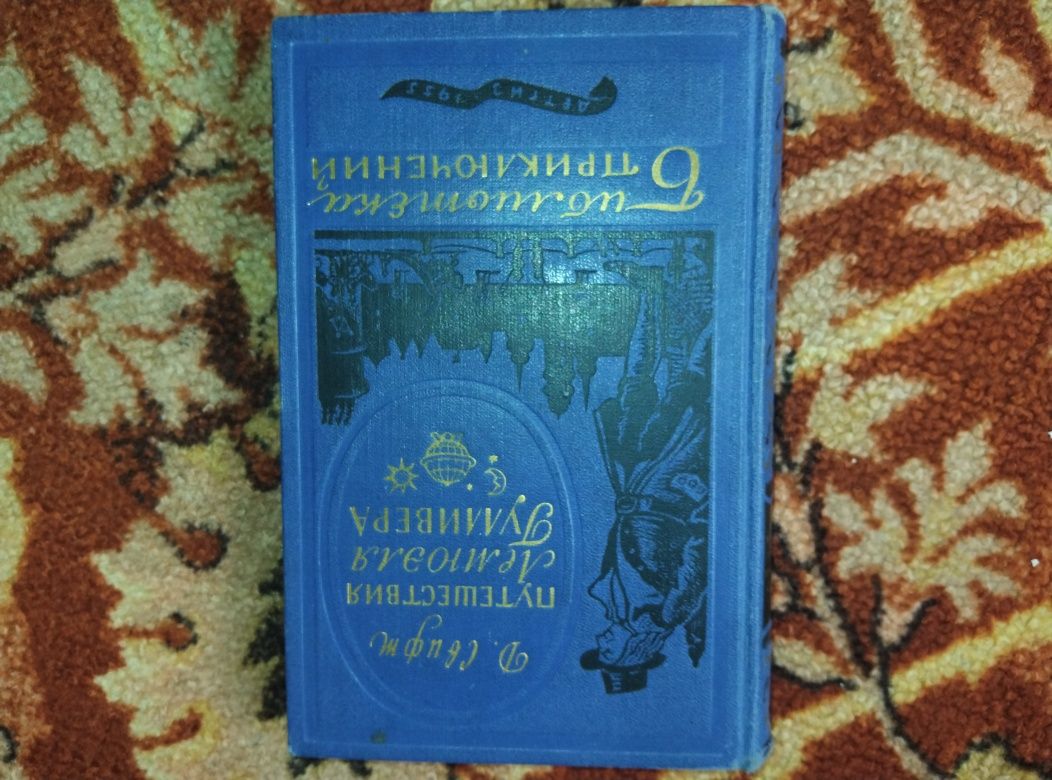 Д. Свифт
ПУТЕШЕСТВИЯ
Лемюэля
ГУЛЛИВЕРА
Библиотека
ПРИКЛЮЧЕНИЙ
ДЕТГИЗ 1955